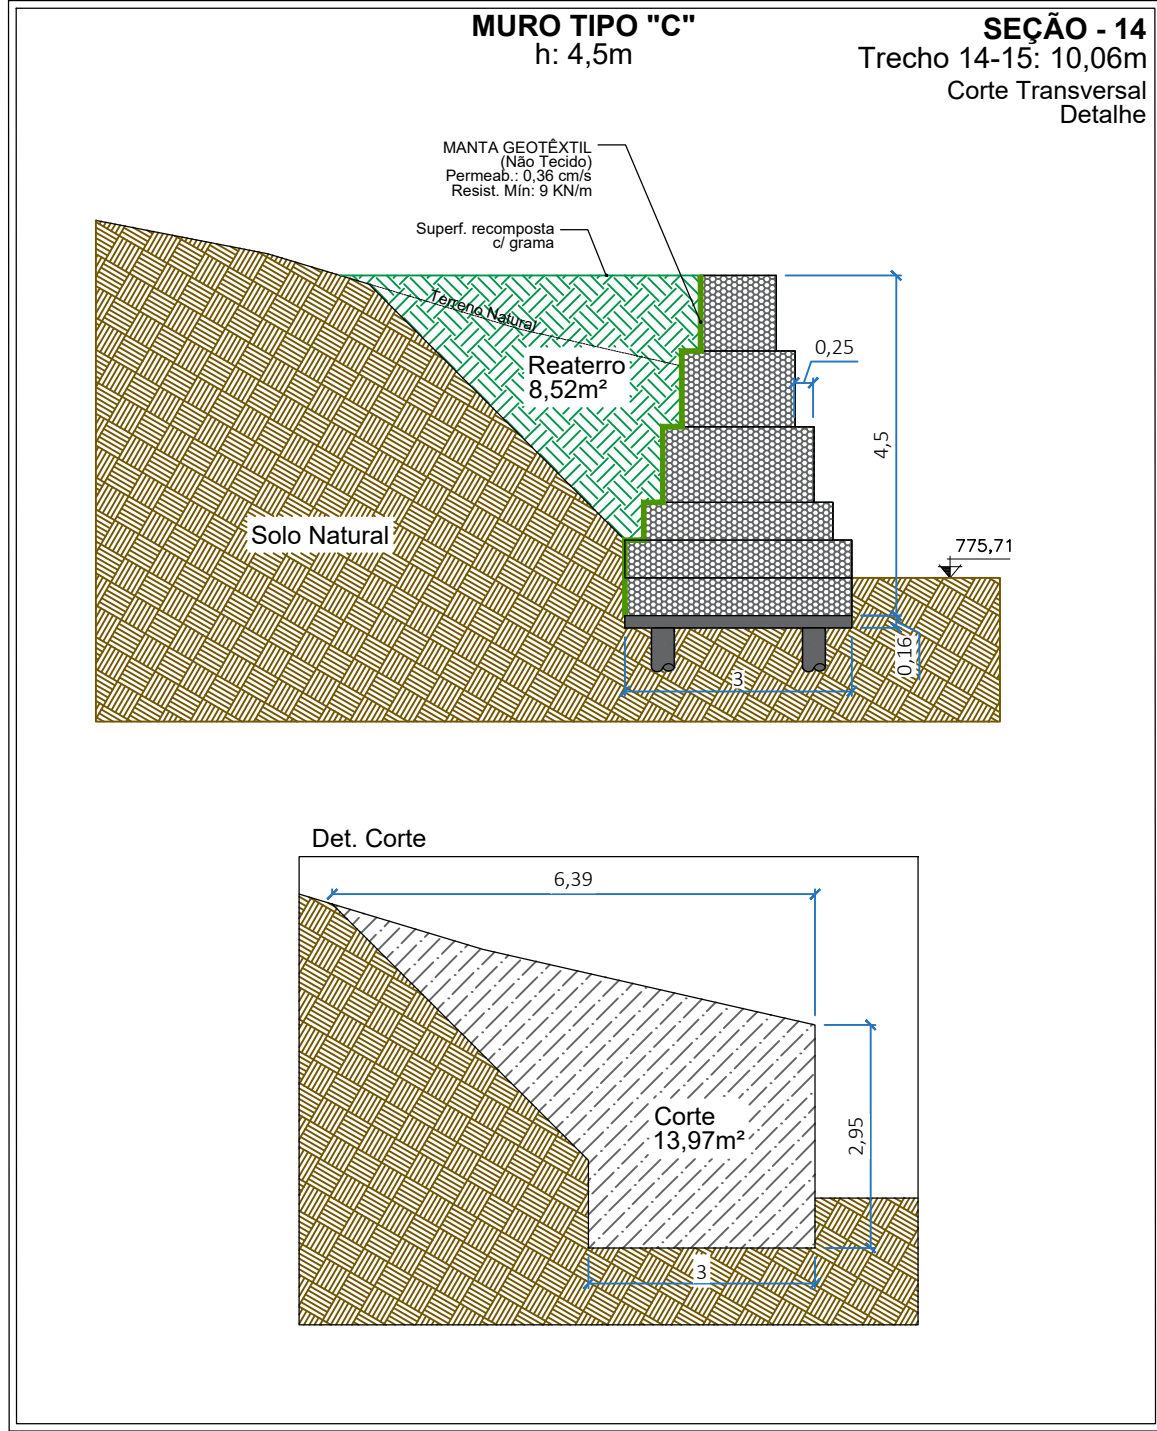 MURO TIPO "C"
h: 4,5m
SEÇÃO - 14
Trecho 14-15: 10,06m
Corte Transversal
Detalhe
MANTA GEOTÊXTIL
(Não Tecido)
Permeab.: 0,36 cm/s
Resist. Mín: 9 KN/m
Superf. recomposta
c/ grama
Terreno Natural
Reaterro
8,52m²
0,25
4,5
Solo Natural
775,71
0,16
3
Det. Corte
6,39
Corte
13,97m²
2,95
3